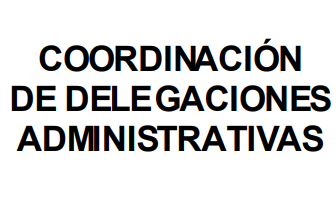 COORDINACIÓN
DE DELEGACIONES
ADMINISTRATIVAS